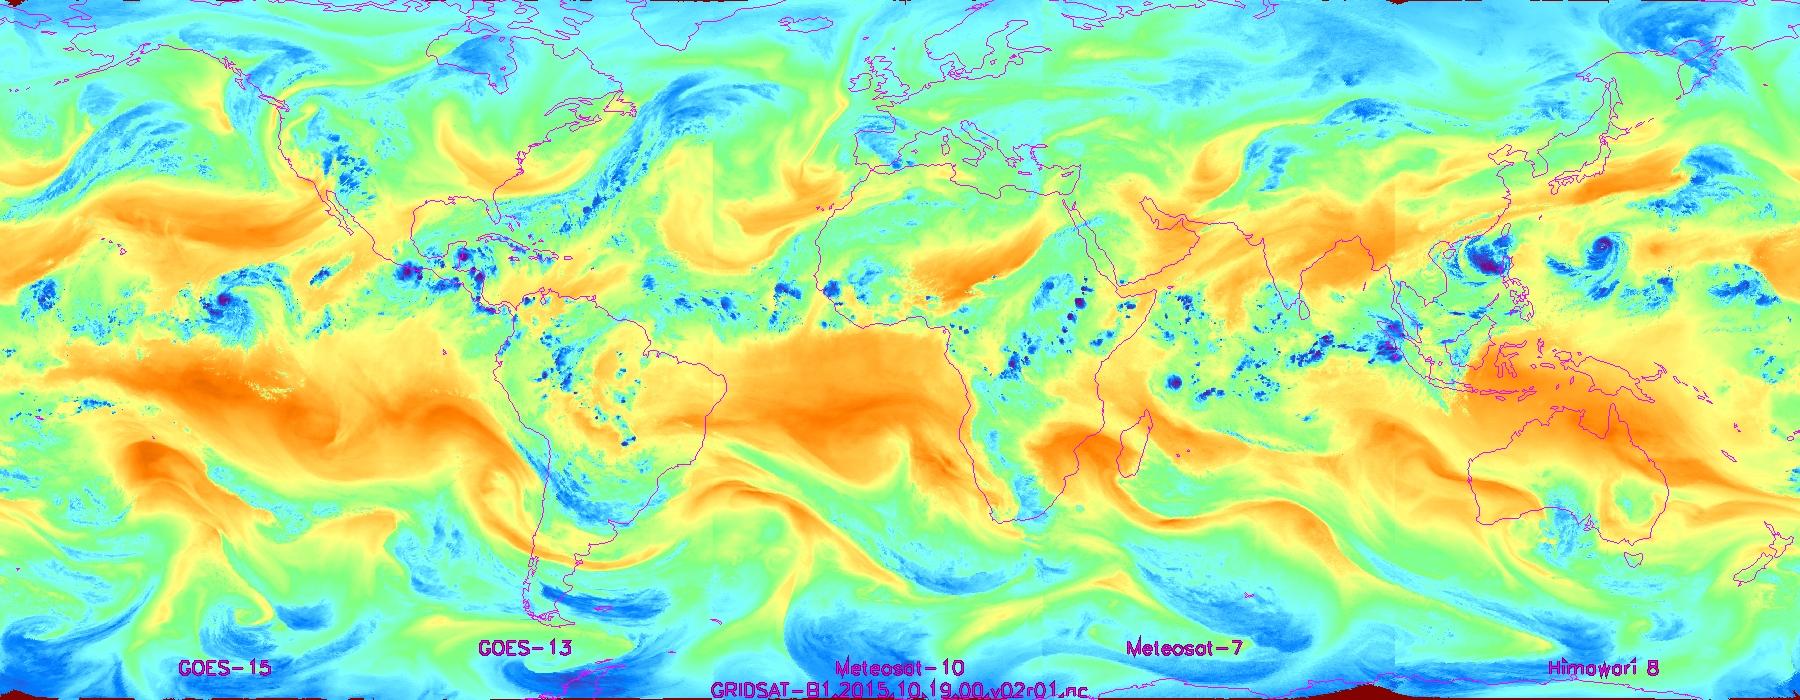 GOES-13
Meteosat-7
GOES-15
Meteosat-10
Himawari 8
GRIDSAT-B1.2015.10.19.00.v02r01.nc